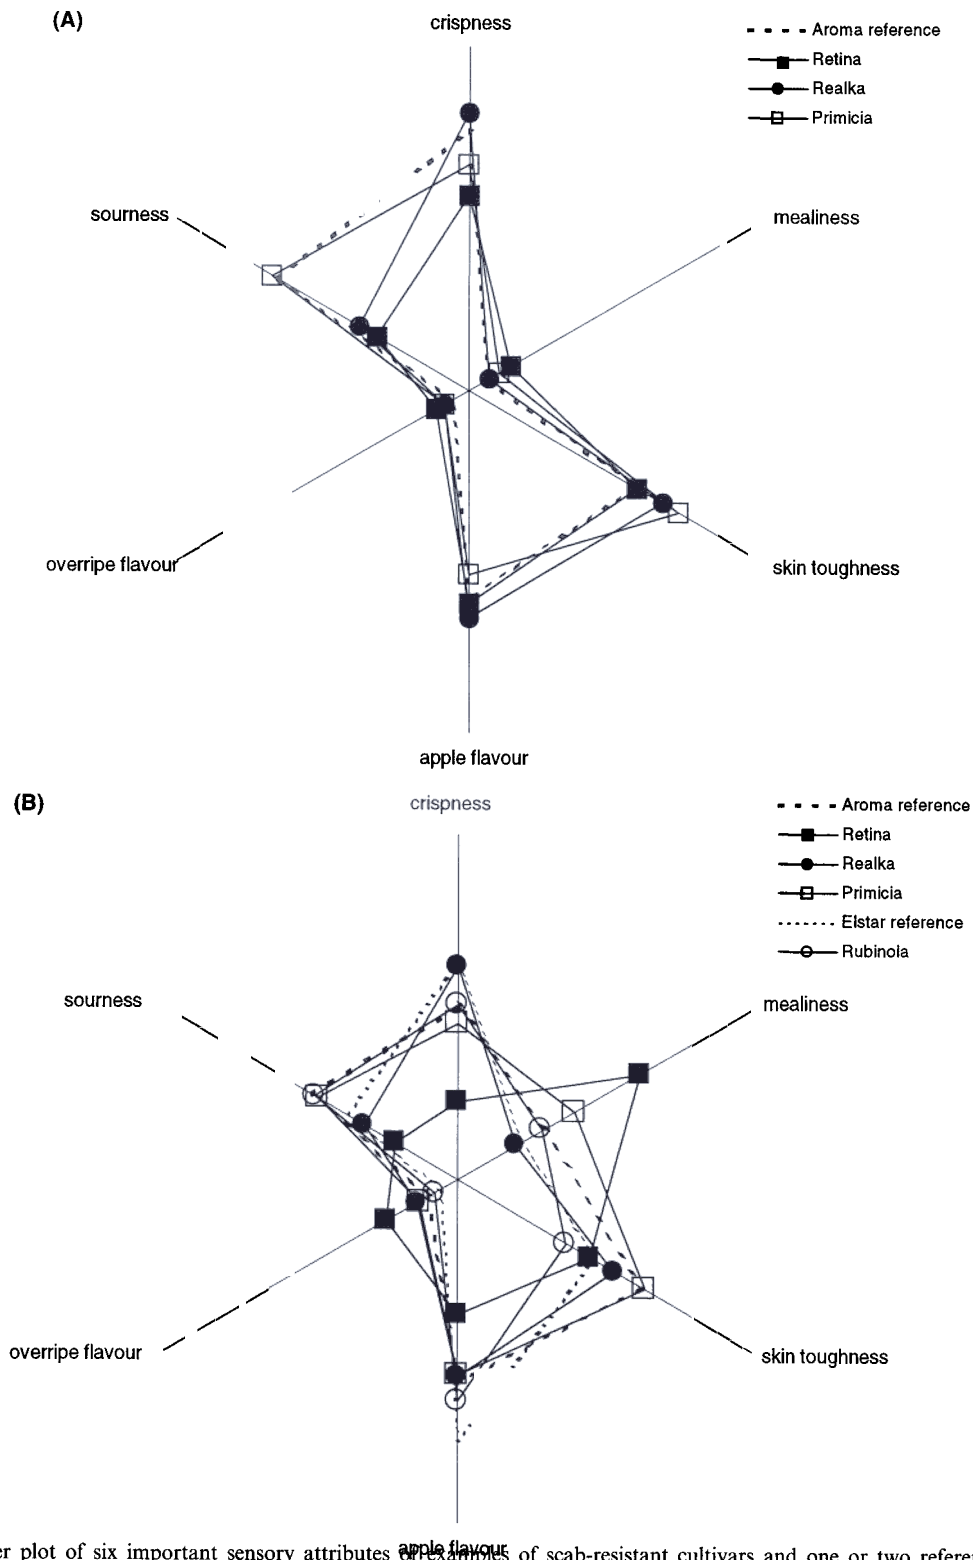 (A)
crispness
Aroma reference
Retina
Realka
Primicia
sourness
mealiness
overripe flavour
skin toughness
apple flavour
(B)
crispness
Aroma reference
Retina
Realka
Primicia
Elstar reference
Rubinola
sourness
mealiness
overripe flavour
skin toughness
apple flavour
er plot of six important sensory attributes of examples of scab-resistant cultivars and one or two refere